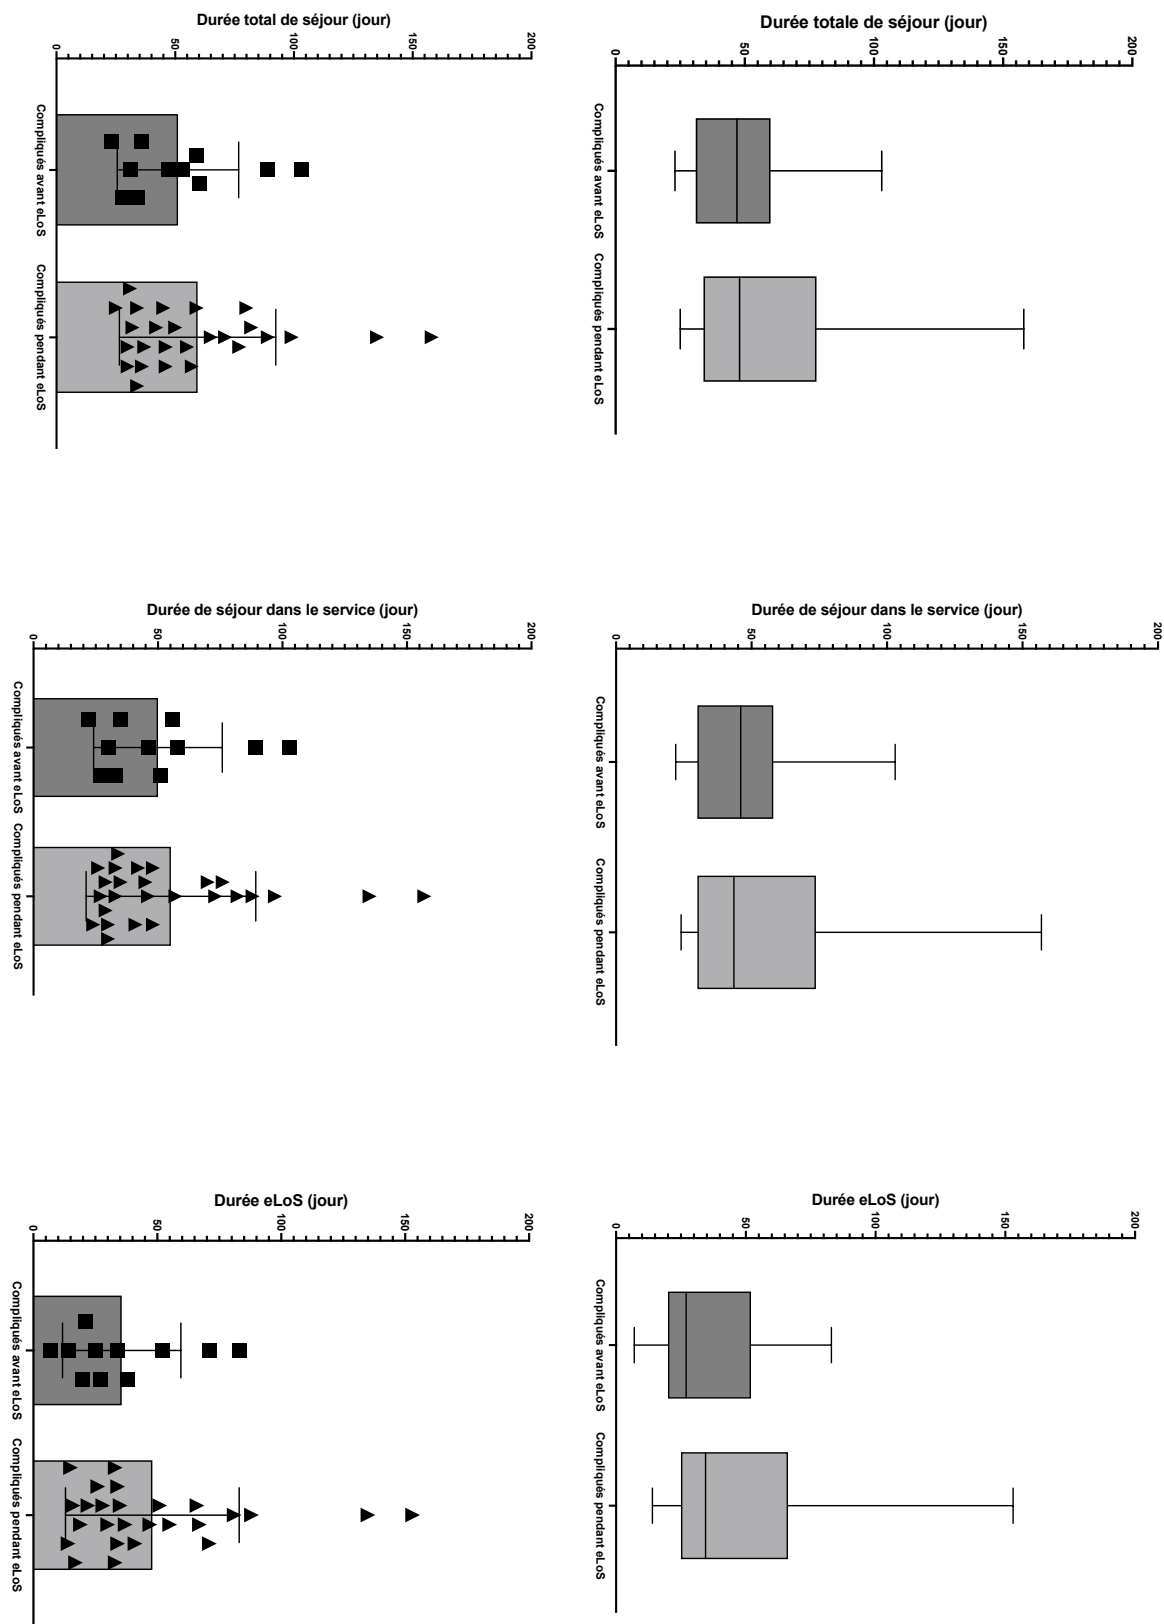 Durée total de séjour (jour)
0
50
100
150
200
Compliqués avant eLoS
Compliqués pendant eLoS
Durée totale de séjour (jour)
0
50
100
150
200
Compliqués avant eLoS
Compliqués pendant eLoS
Durée de séjour dans le service (jour)
0
50
100
150
200
Compliqués avant eLoS
Compliqués pendant eLoS
Durée de séjour dans le service (jour)
0
50
100
150
200
Compliqués avant eLoS
Compliqués pendant eLoS
Durée eLoS (jour)
0
50
100
150
200
Compliqués avant eLoS
Compliqués pendant eLoS
Durée eLoS (jour)
0
50
100
150
200
Compliqués avant eLoS
Compliqués pendant eLoS